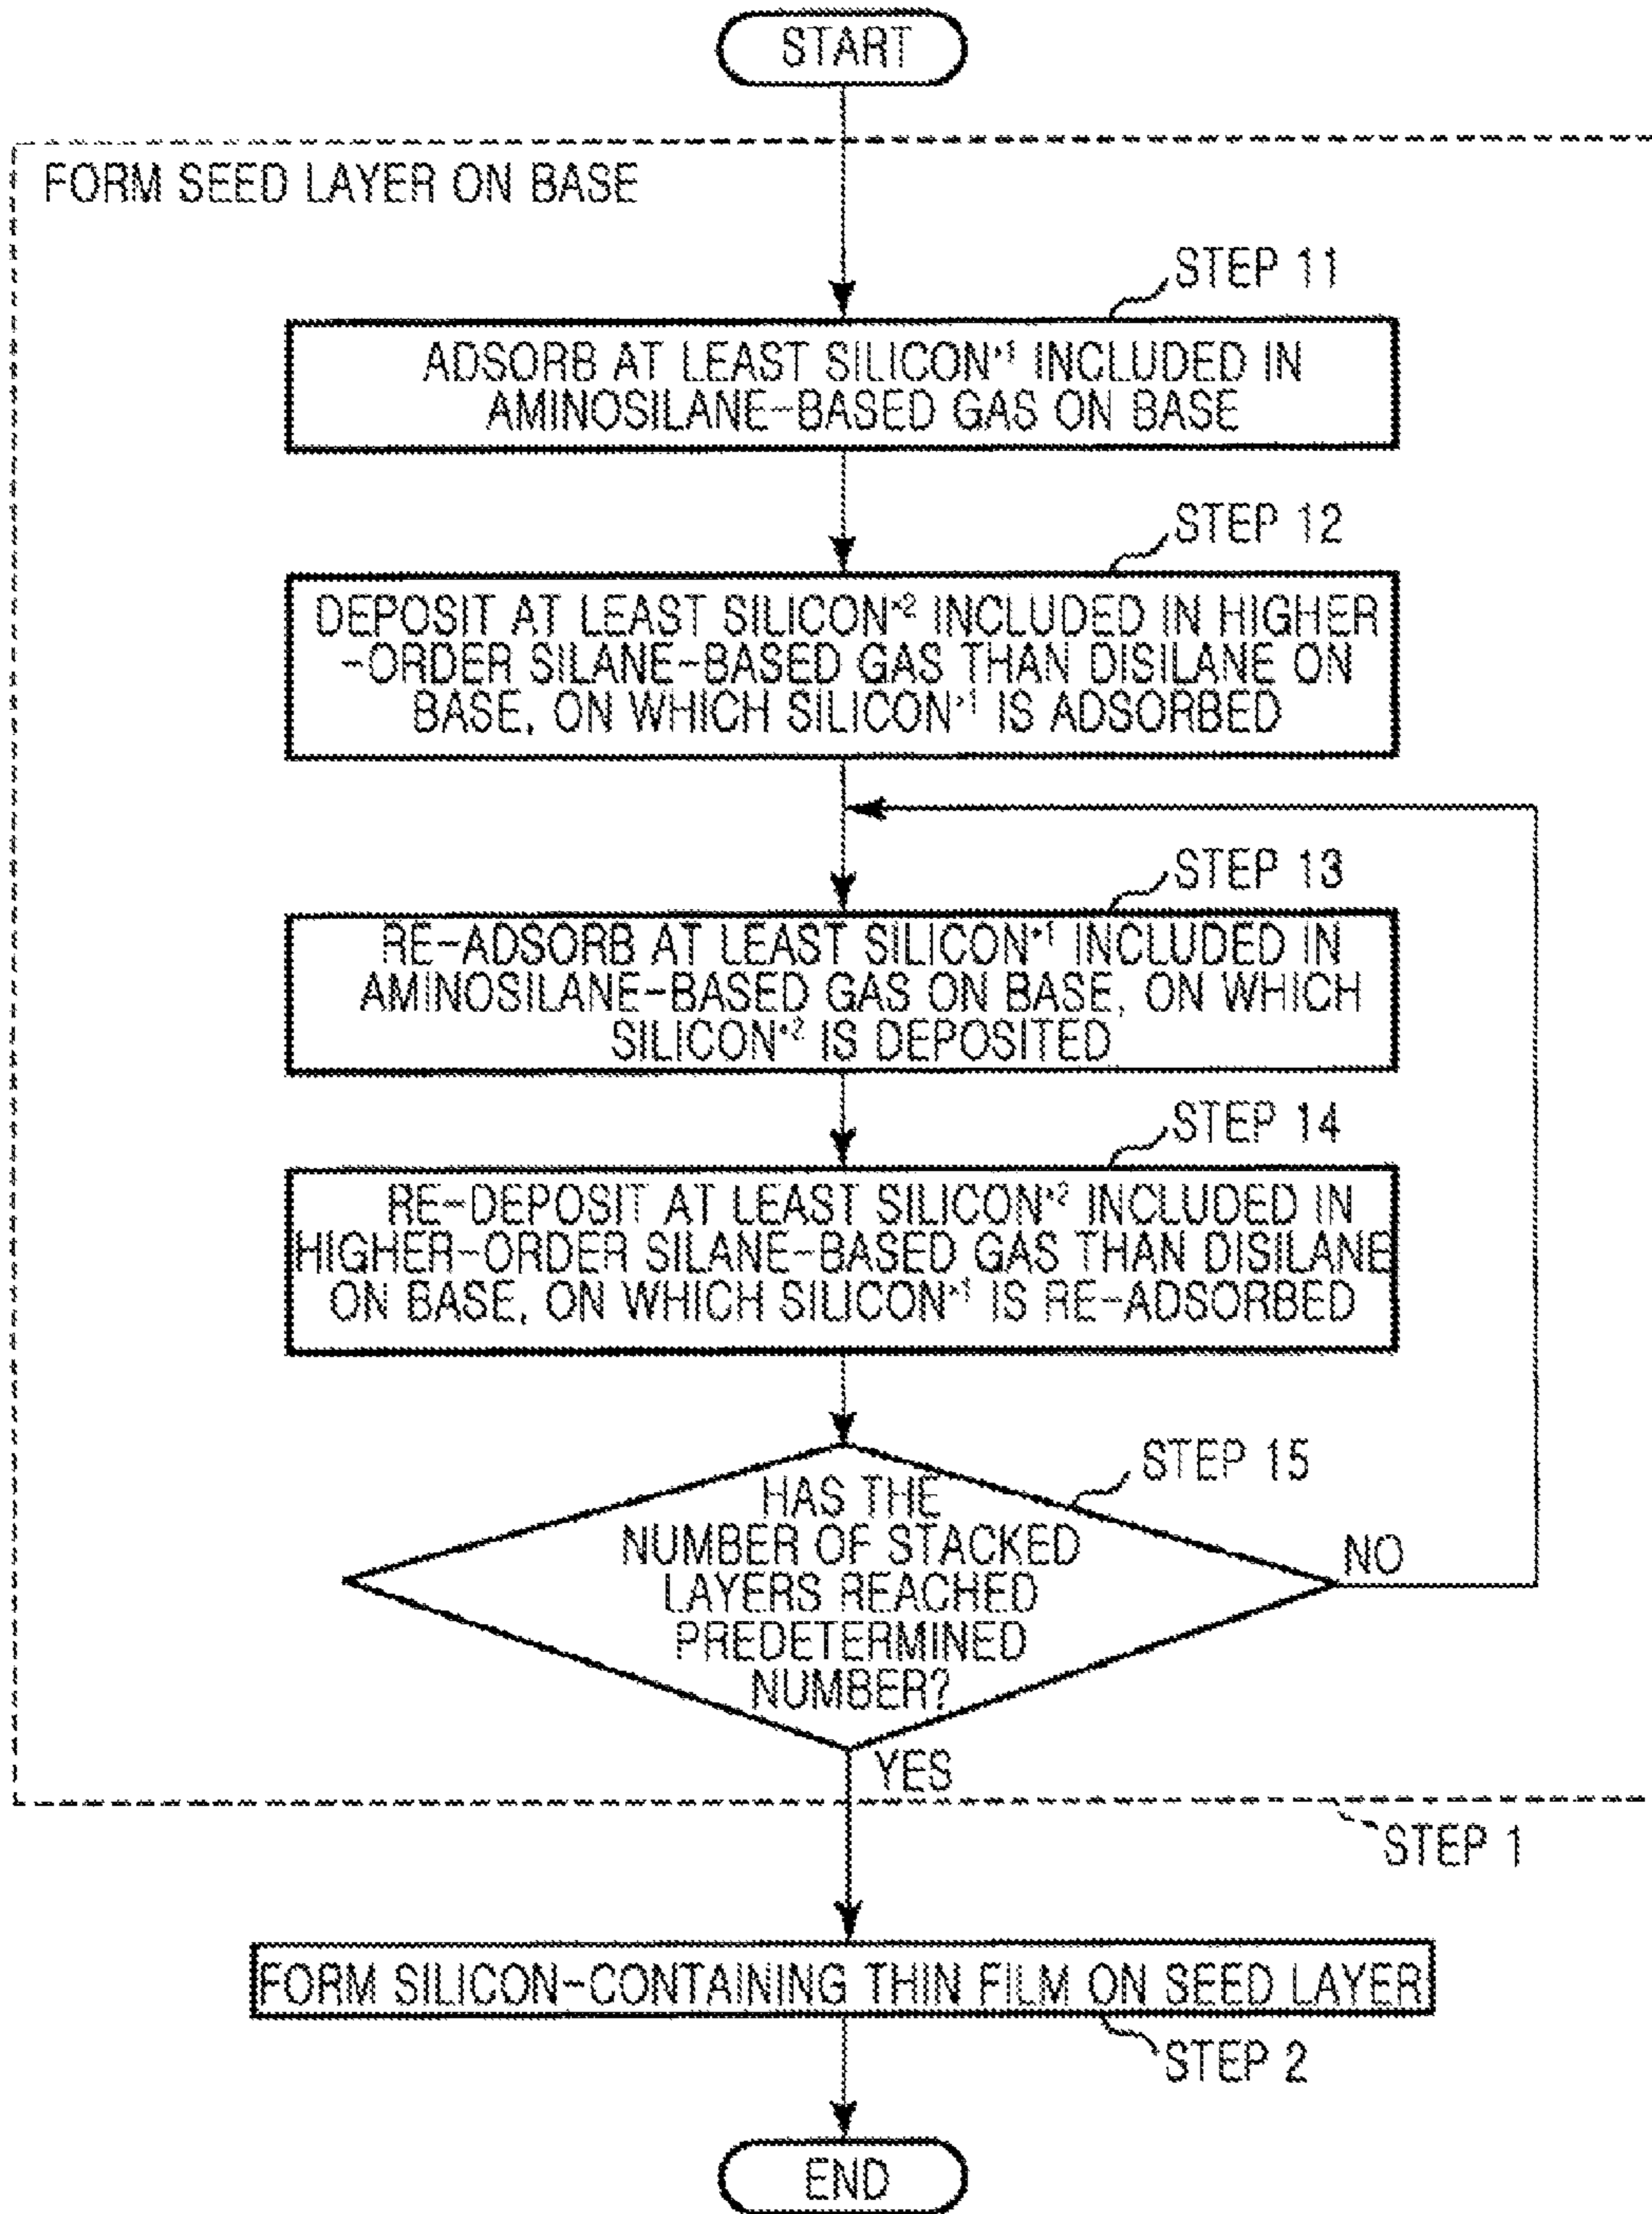 START
FORM SEED LAYER ON BASE
STEP 11
ADSORB AT LEAST SILICON*1 INCLUDED IN
AMINOSILANE-BASED GAS ON BASE
STEP 12
DEPOSIT AT LEAST SILICON*2 INCLUDED IN HIGHER
-ORDER SILANE-BASED GAS THAN DISILANE ON
BASE, ON WHICH SILICON*1 IS ADSORBED
STEP 13
RE-ADSORB AT LEAST SILICON*1 INCLUDED IN
AMINOSILANE-BASED GAS ON BASE, ON WHICH
SILICON*2 IS DEPOSITED
STEP 14
RE-DEPOSIT AT LEAST SILICON*2 INCLUDED IN
HIGHER-ORDER SILANE-BASED GAS THAN DISILANE
ON BASE, ON WHICH SILICON*1 IS RE-ADSORBED
STEP 15
HAS THE
NUMBER OF STACKED
LAYERS REACHED
PREDETERMINED
NUMBER?
NO
YES
STEP 1
FORM SILICON-CONTAINING THIN FILM ON SEED LAYER
STEP 2
END